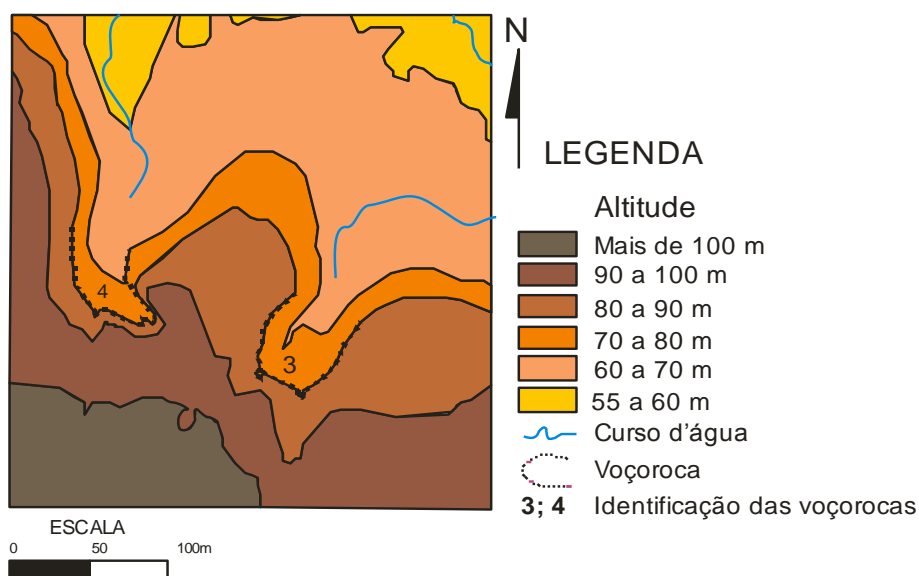 N
4
3
LEGENDA
Altitude
Mais de 100 m
90 a 100 m
80 a 90 m
70 a 80 m
60 a 70 m
55 a 60 m
Curso d'água
Voçoroca
3; 4 Identificação das voçorocas
ESCALA
0 50 100m